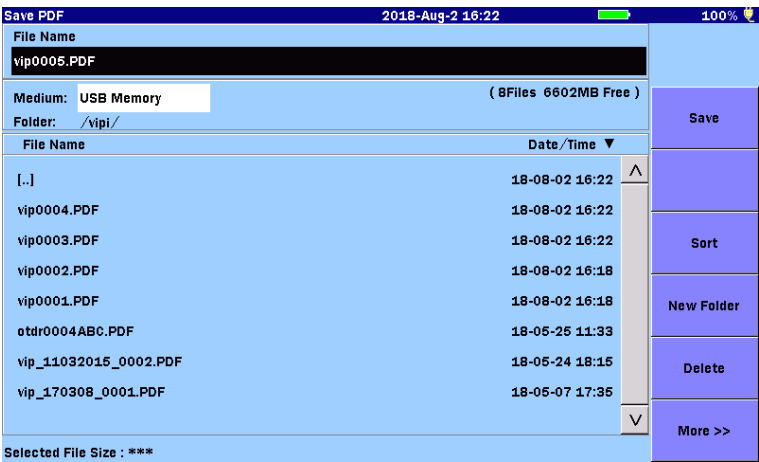 Save PDF 2018-Aug-2 16:22 100%
File Name
vip0005.PDF
Medium: USB Memory ( 8Files 6602MB Free )
Folder: /vipi/
File Name Date/Time ▼
[..] 18-08-02 16:22
vip0004.PDF 18-08-02 16:22
vip0003.PDF 18-08-02 16:22
vip0002.PDF 18-08-02 16:18
vip0001.PDF 18-08-02 16:18
otdr0004ABC.PDF 18-05-25 11:33
vip_11032015_0002.PDF 18-05-24 18:15
vip_170308_0001.PDF 18-05-07 17:35
Selected File Size : ***
Save
Sort
New Folder
Delete
More >>